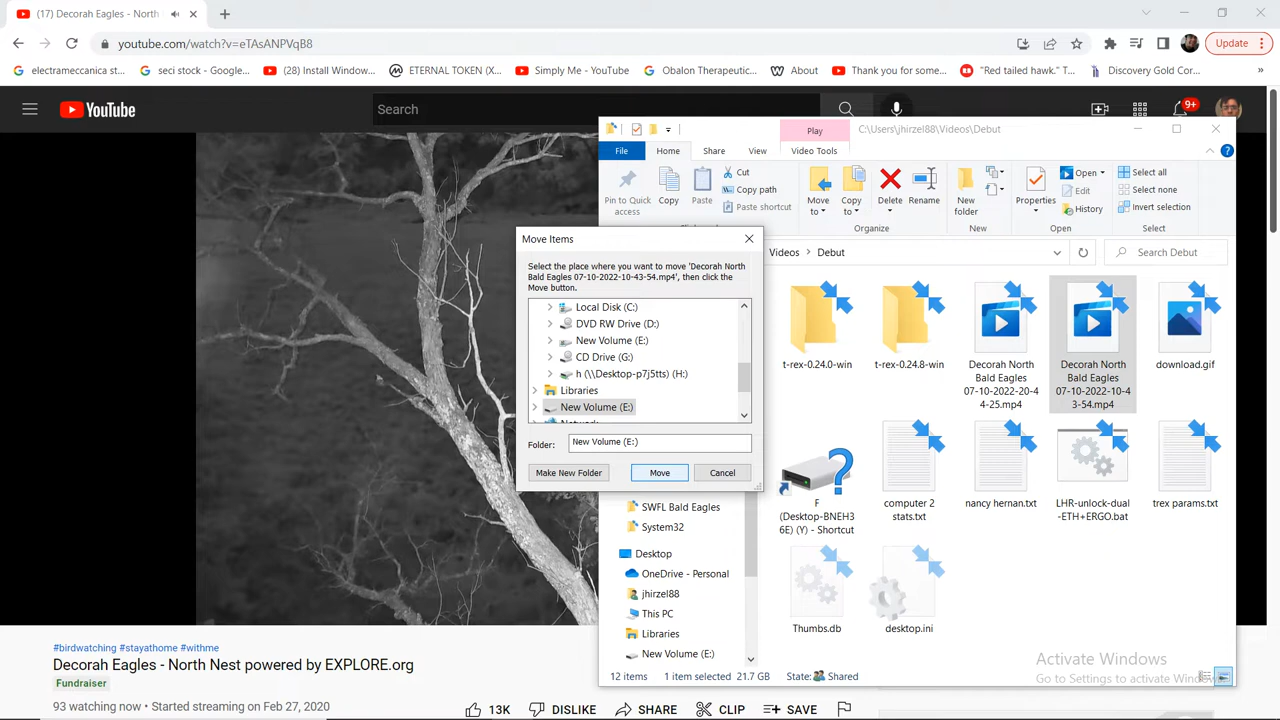 (17) Decorah Eagles - North
youtube.com/watch?v=eTAsANPVqB8
Update
electrameccanica st...
seci stock - Google...
(28) Install Window...
ETERNAL TOKEN (X...
Simply Me - YouTube
Obalon Therapeutic...
About
Thank you for some...
"Red tailed hawk." T...
Discovery Gold Cor...
»
YouTube
Search
9+
Play
C:\Users\jhirzel88\Videos\Debut
File
Home
Share
View
Video Tools
Pin to Quick
access
Copy
Paste
Cut
Copy path
Paste shortcut
Move
to
Copy
to
Delete
Rename
New
folder
Properties
Open
Edit
History
Select all
Select none
Invert selection
Organize
New
Open
Select
Videos > Debut
Search Debut
Move Items
Select the place where you want to move 'Decorah North
Bald Eagles 07-10-2022-10-43-54.mp4', then click the
Move button.
Local Disk (C:)
DVD RW Drive (D:)
New Volume (E:)
CD Drive (G:)
h (\\Desktop-p7j5tts) (H:)
Libraries
New Volume (E:)
Folder:
New Volume (E:)
Make New Folder
Move
Cancel
t-rex-0.24.0-win
t-rex-0.24.8-win
Decorah North
Bald Eagles
07-10-2022-20-4
4-25.mp4
Decorah North
Bald Eagles
07-10-2022-10-4
3-54.mp4
download.gif
F
(Desktop-BNEH3
6E) (Y) - Shortcut
computer 2
stats.txt
nancy hernan.txt
LHR-unlock-dual
-ETH+ERGO.bat
trex params.txt
Thumbs.db
desktop.ini
SWFL Bald Eagles
System32
Desktop
OneDrive - Personal
jhirzel88
This PC
Libraries
New Volume (E:)
12 items
1 item selected 21.7 GB
State: Shared
Activate Windows
Go to Settings to activate Windows.
#birdwatching #stayathome #withme
Decorah Eagles - North Nest powered by EXPLORE.org
Fundraiser
93 watching now • Started streaming on Feb 27, 2020
13K
DISLIKE
SHARE
CLIP
SAVE